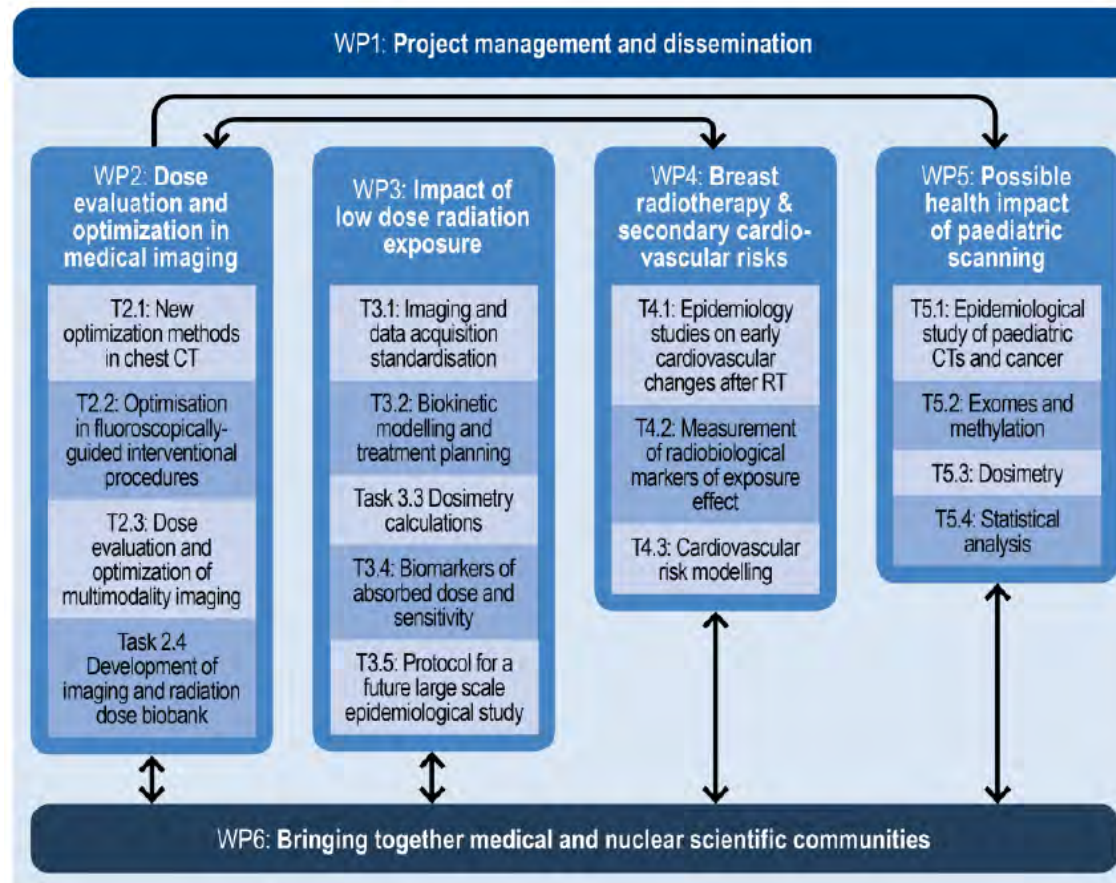 WP1: Project management and dissemination
WP2: Dose
evaluation and
optimization in
medical imaging
T2.1: New
optimization methods
in chest CT
T2.2: Optimisation
in fluoroscopically-
guided interventional
procedures
T2.3: Dose
evaluation and
optimization of
multimodality imaging
Task 2.4
Development of
imaging and radiation
dose biobank
WP3: Impact of
low dose radiation
exposure
T3.1: Imaging and
data acquisition
standardisation
T3.2: Biokinetic
modelling and
treatment planning
Task 3.3 Dosimetry
calculations
T3.4: Biomarkers of
absorbed dose and
sensitivity
T3.5: Protocol for a
future large scale
epidemiological study
WP4: Breast
radiotherapy &
secondary cardio-
vascular risks
T4.1: Epidemiology
studies on early
cardiovascular
changes after RT
T4.2: Measurement
of radiobiological
markers of exposure
effect
T4.3: Cardiovascular
risk modelling
WP5: Possible
health impact
of paediatric
scanning
T5.1: Epidemiological
study of paediatric
CTs and cancer
T5.2: Exomes and
methylation
T5.3: Dosimetry
T5.4: Statistical
analysis
WP6: Bringing together medical and nuclear scientific communities